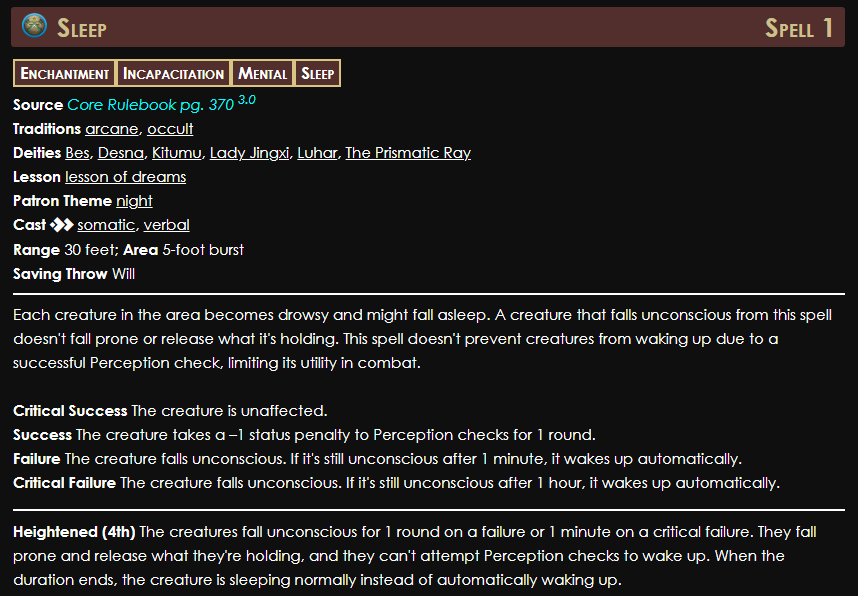 Sleep Spell 1
Enchantment Incapacitation Mental Sleep
Source Core Rulebook pg. 370 3.0
Traditions arcane, occult
Deities Bes, Desna, Kitumu, Lady Jingxi, Luhar, The Prismatic Ray
Lesson lesson of dreams
Patron Theme night
Cast somatic, verbal
Range 30 feet; Area 5-foot burst
Saving Throw Will
Each creature in the area becomes drowsy and might fall asleep. A creature that falls unconscious from this spell
doesn't fall prone or release what it's holding. This spell doesn't prevent creatures from waking up due to a
successful Perception check, limiting its utility in combat.
Critical Success The creature is unaffected.
Success The creature takes a –1 status penalty to Perception checks for 1 round.
Failure The creature falls unconscious. If it's still unconscious after 1 minute, it wakes up automatically.
Critical Failure The creature falls unconscious. If it's still unconscious after 1 hour, it wakes up automatically.
Heightened (4th) The creatures fall unconscious for 1 round on a failure or 1 minute on a critical failure. They fall
prone and release what they're holding, and they can't attempt Perception checks to wake up. When the
duration ends, the creature is sleeping normally instead of automatically waking up.